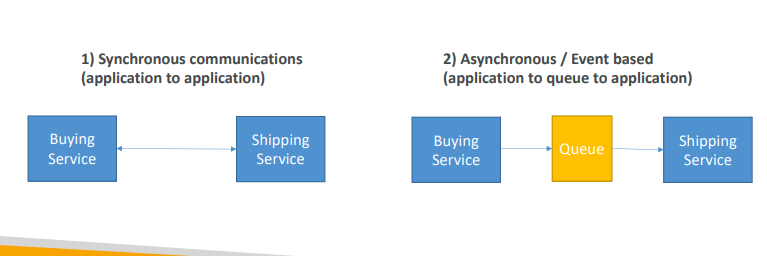 1) Synchronous communications
(application to application)
Buying
Service
Shipping
Service
2) Asynchronous / Event based
(application to queue to application)
Buying
Service
Queue
Shipping
Service